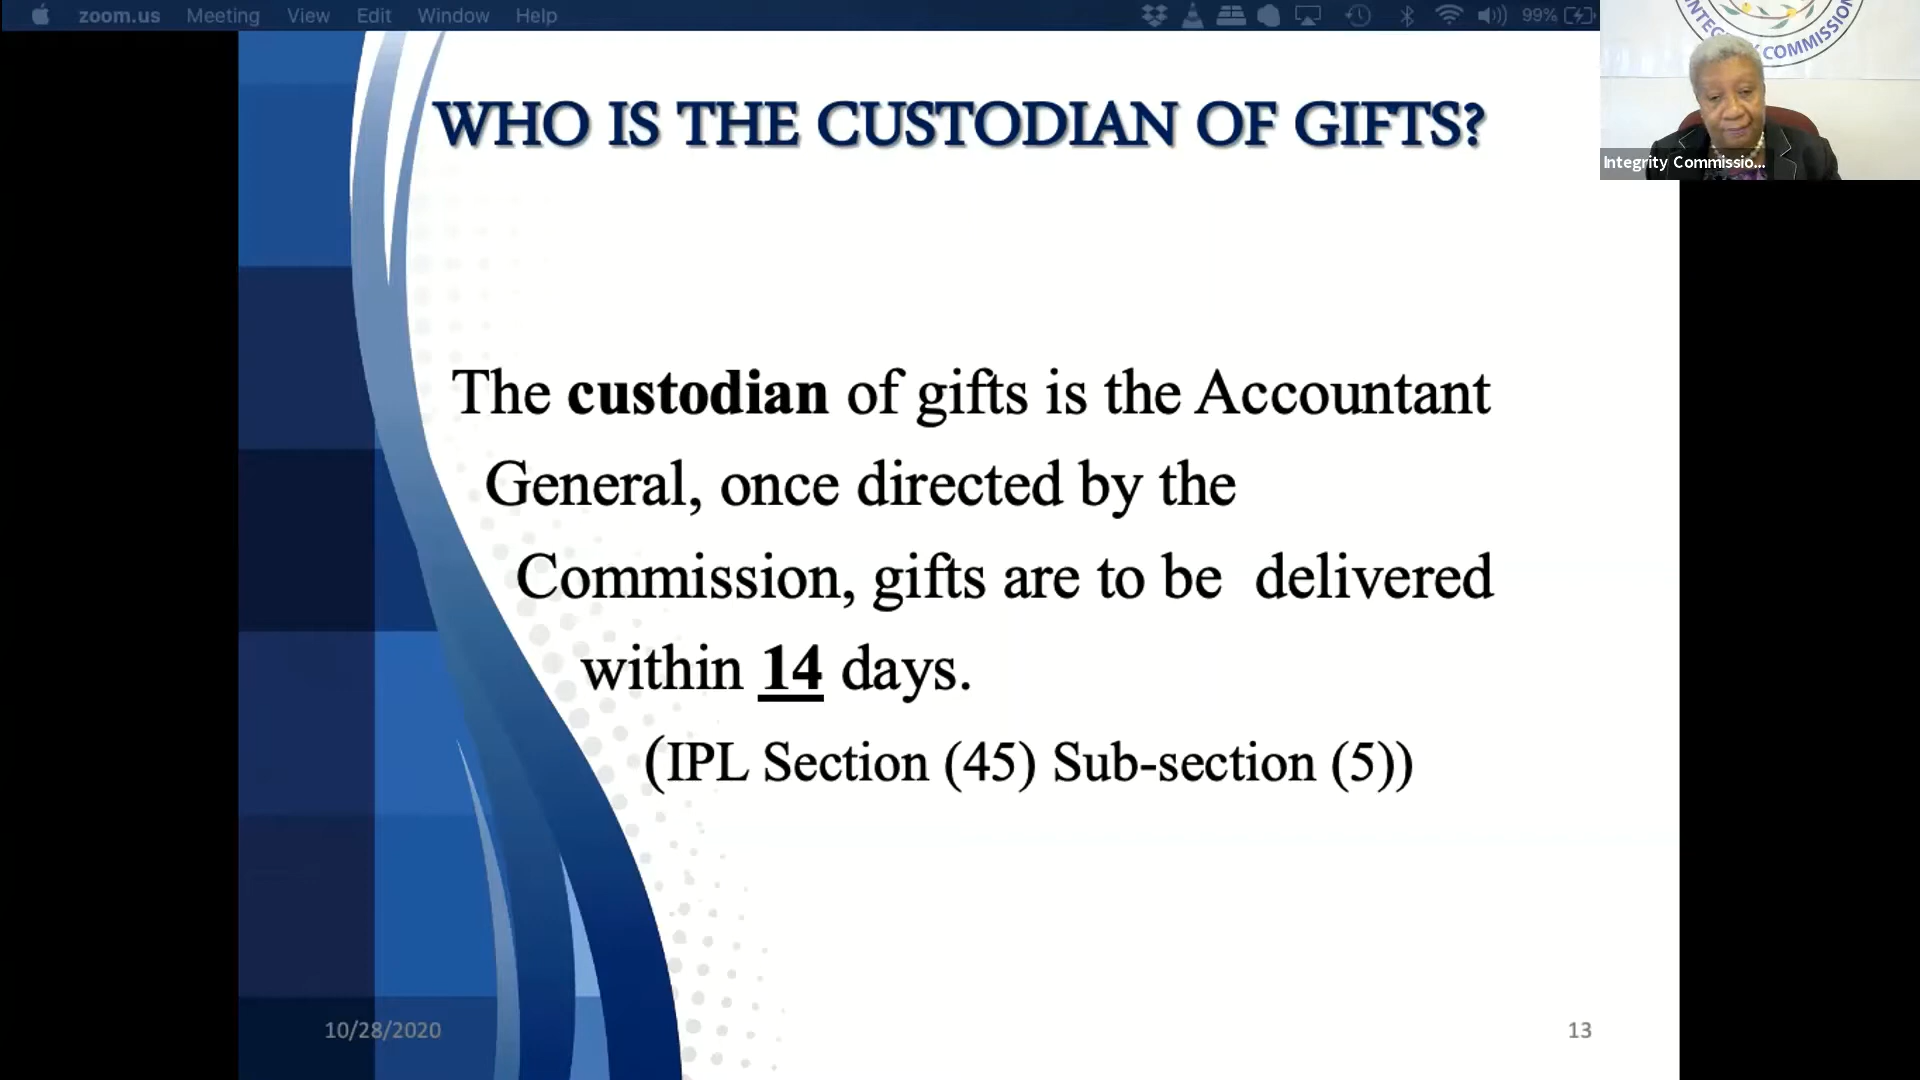 zoom.us Meeting View Edit Window Help 99%
INTEGRITY COMMISSION
Integrity Commissio...
WHO IS THE CUSTODIAN OF GIFTS?
The custodian of gifts is the Accountant
General, once directed by the
Commission, gifts are to be delivered
within 14 days.
(IPL Section (45) Sub-section (5))
10/28/2020
13